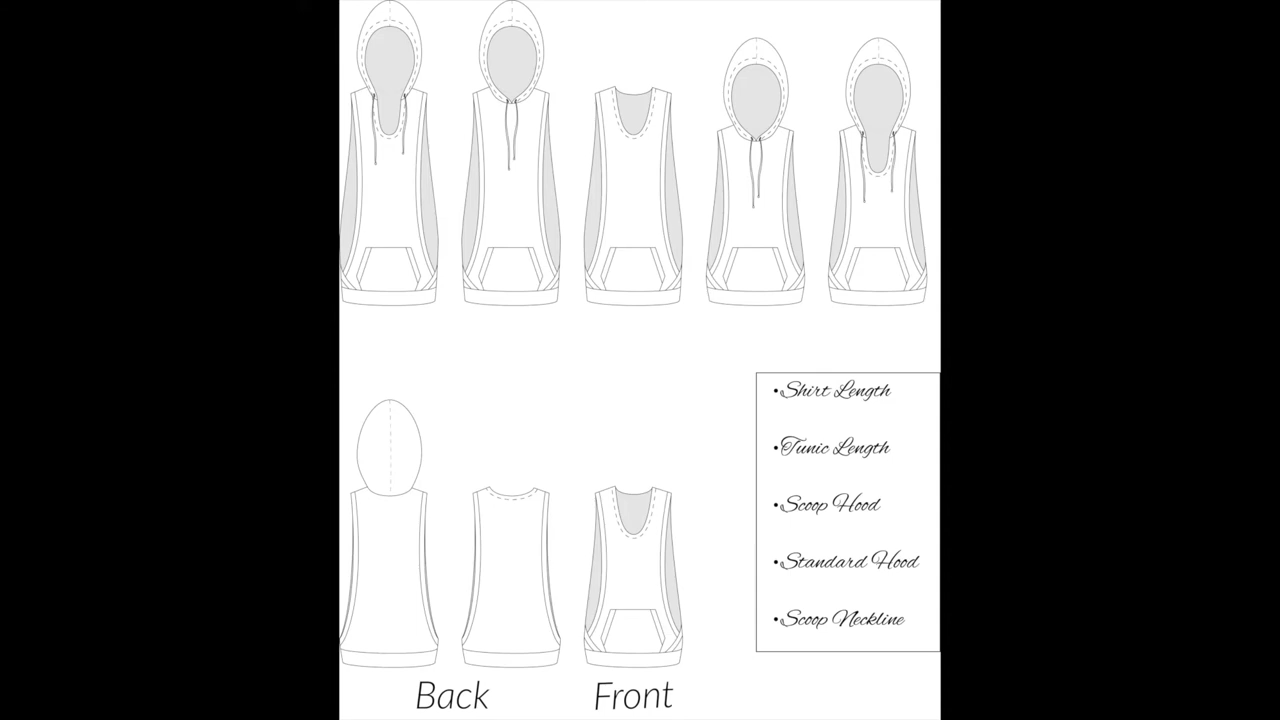 •Shirt Length
•Tunic Length
•Scoop Hood
•Standard Hood
•Scoop Neckline
Back
Front